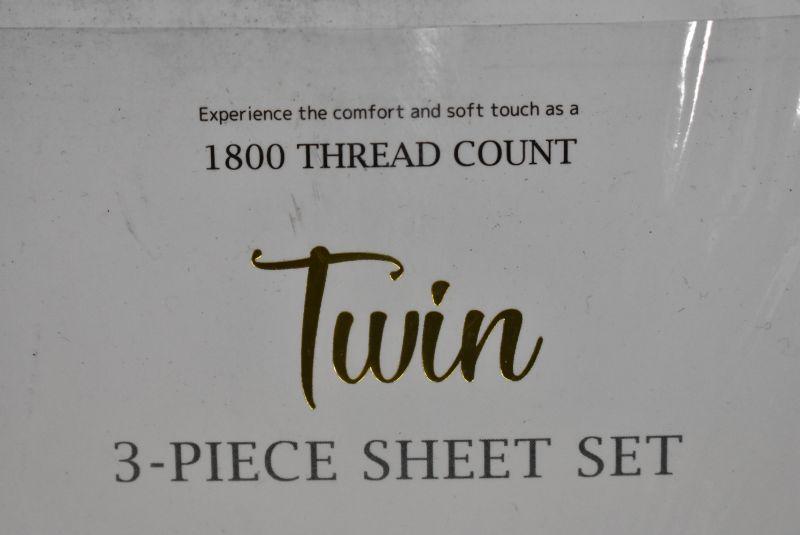 Experience the comfort and soft touch as a
1800 THREAD COUNT
Twin
3-PIECE SHEET SET